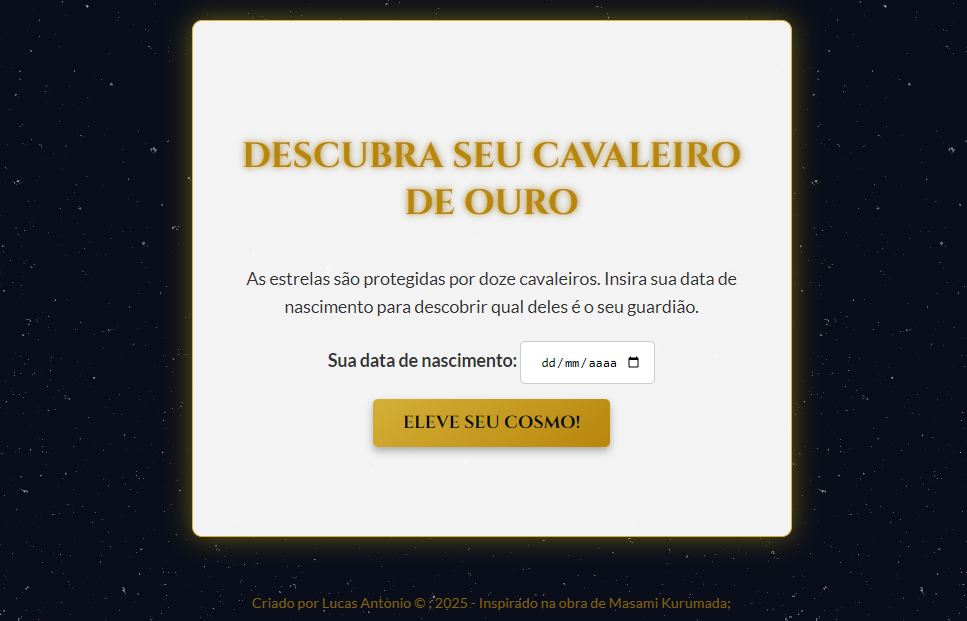 DESCUBRA SEU CAVALEIRO
DE OURO
As estrelas são protegidas por doze cavaleiros. Insira sua data de
nascimento para descobrir qual deles é o seu guardião.
Sua data de nascimento: dd/mm/aaaa
ELEVE SEU COSMO!
Criado por Lucas Antonio © ; 2025 - Inspirado na obra de Masami Kurumada;